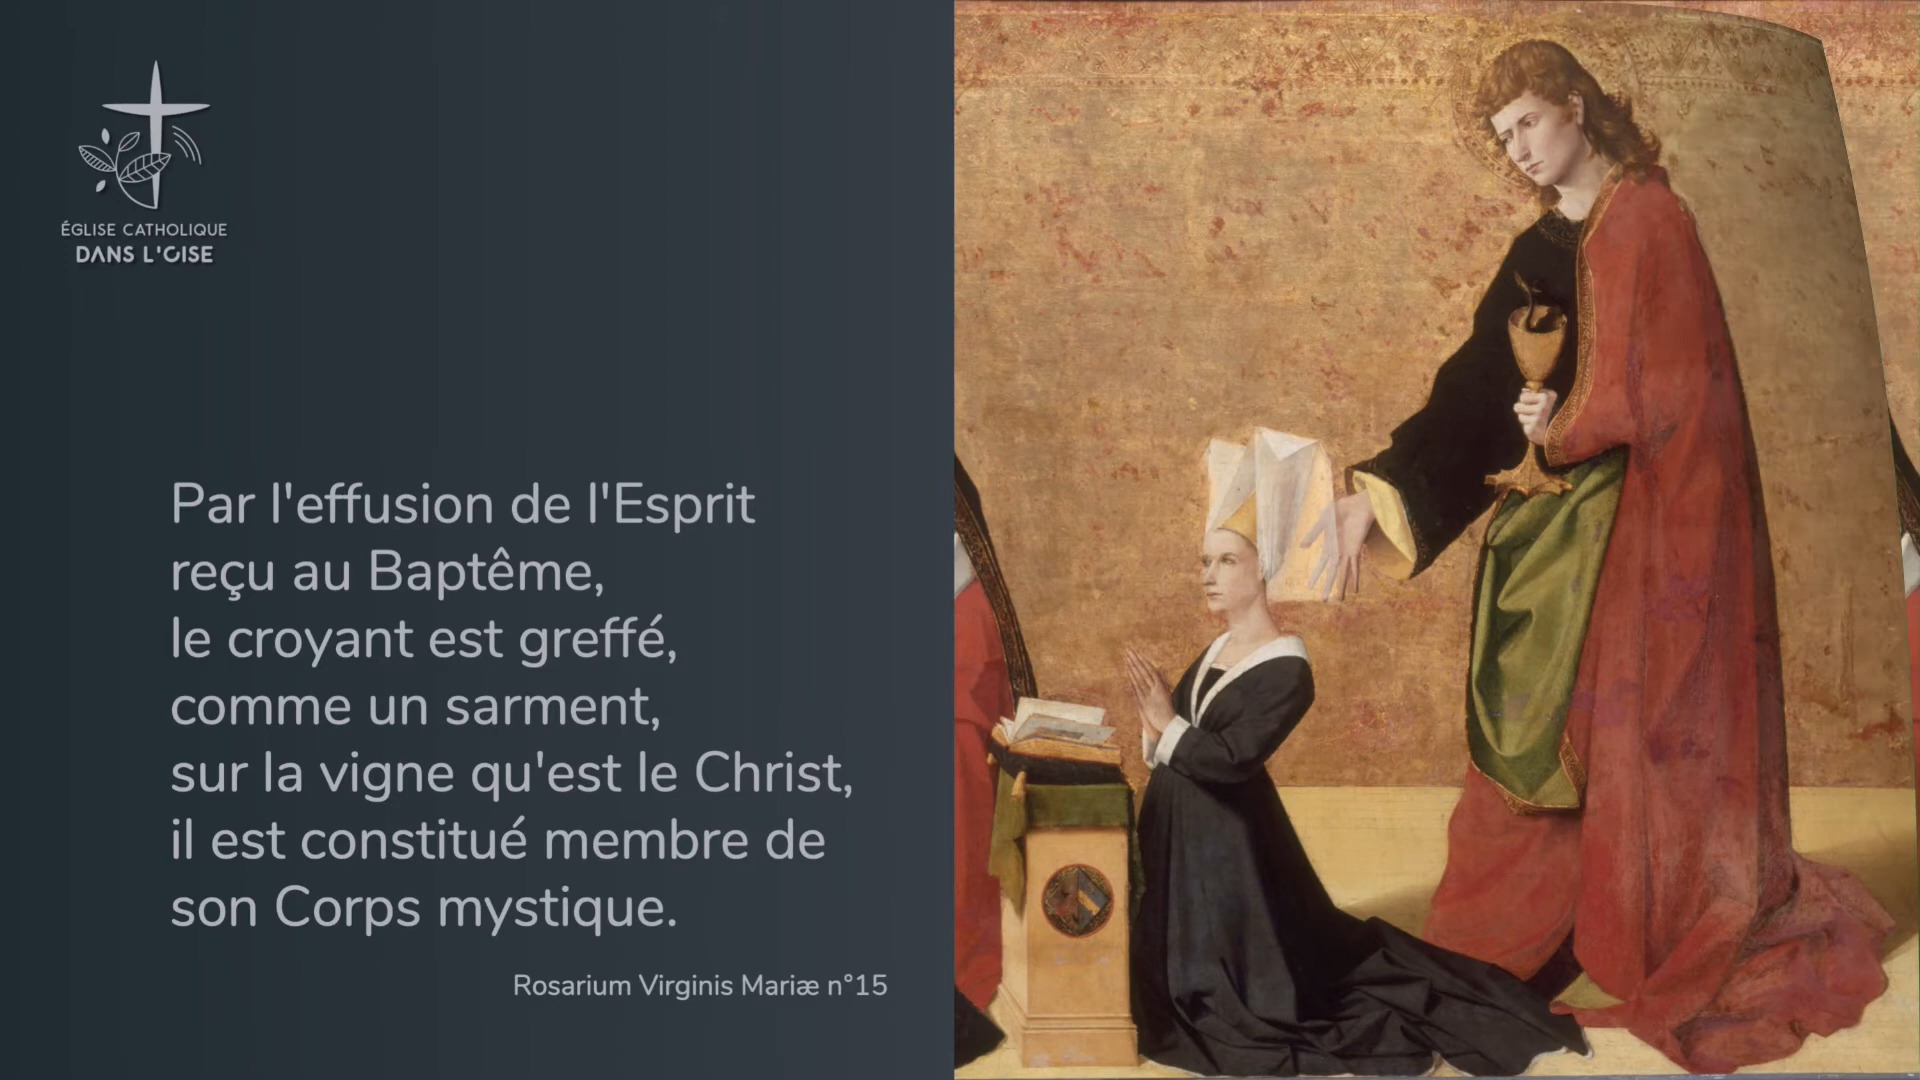 ÉGLISE CATHOLIQUE
DANS L'OISE
Par l'effusion de l'Esprit
reçu au Baptême,
le croyant est greffé,
comme un sarment,
sur la vigne qu'est le Christ,
il est constitué membre de
son Corps mystique.
Rosarium Virginis Mariæ n°15